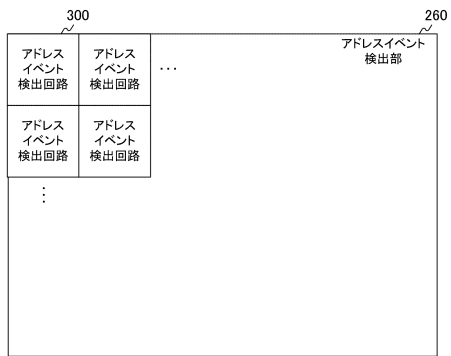 300
260
アドレスイベント
検出部
アドレス
イベント
検出回路
アドレス
イベント
検出回路
…
アドレス
イベント
検出回路
アドレス
イベント
検出回路
⋮